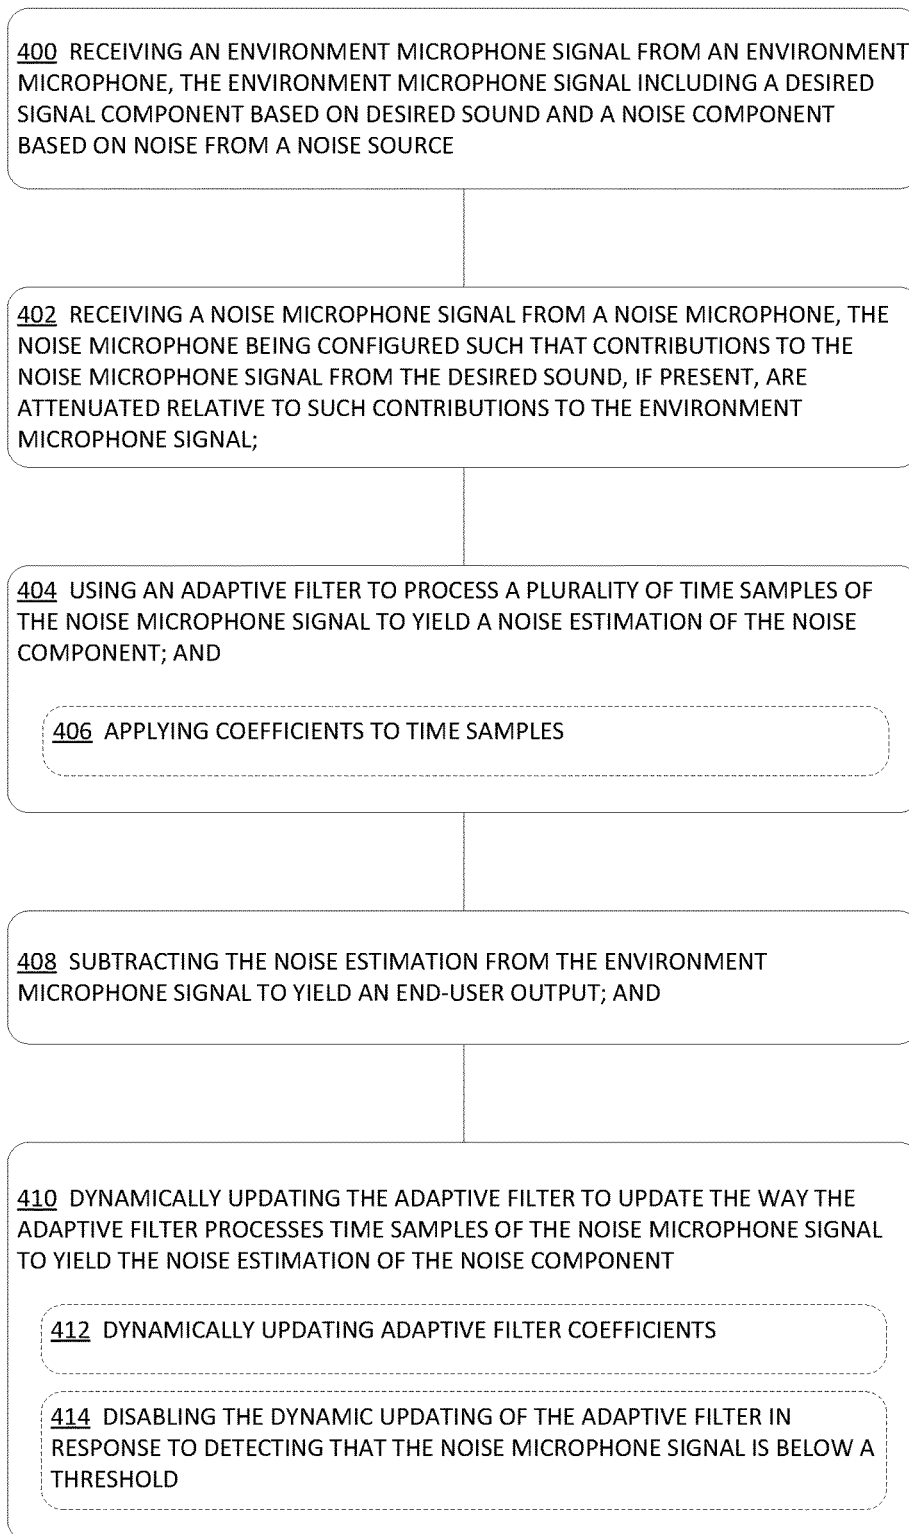 400 RECEIVING AN ENVIRONMENT MICROPHONE SIGNAL FROM AN ENVIRONMENT
MICROPHONE, THE ENVIRONMENT MICROPHONE SIGNAL INCLUDING A DESIRED
SIGNAL COMPONENT BASED ON DESIRED SOUND AND A NOISE COMPONENT
BASED ON NOISE FROM A NOISE SOURCE
402 RECEIVING A NOISE MICROPHONE SIGNAL FROM A NOISE MICROPHONE, THE
NOISE MICROPHONE BEING CONFIGURED SUCH THAT CONTRIBUTIONS TO THE
NOISE MICROPHONE SIGNAL FROM THE DESIRED SOUND, IF PRESENT, ARE
ATTENUATED RELATIVE TO SUCH CONTRIBUTIONS TO THE ENVIRONMENT
MICROPHONE SIGNAL;
404 USING AN ADAPTIVE FILTER TO PROCESS A PLURALITY OF TIME SAMPLES OF
THE NOISE MICROPHONE SIGNAL TO YIELD A NOISE ESTIMATION OF THE NOISE
COMPONENT; AND
406 APPLYING COEFFICIENTS TO TIME SAMPLES
408 SUBTRACTING THE NOISE ESTIMATION FROM THE ENVIRONMENT
MICROPHONE SIGNAL TO YIELD AN END-USER OUTPUT; AND
410 DYNAMICALLY UPDATING THE ADAPTIVE FILTER TO UPDATE THE WAY THE
ADAPTIVE FILTER PROCESSES TIME SAMPLES OF THE NOISE MICROPHONE SIGNAL
TO YIELD THE NOISE ESTIMATION OF THE NOISE COMPONENT
412 DYNAMICALLY UPDATING ADAPTIVE FILTER COEFFICIENTS
414 DISABLING THE DYNAMIC UPDATING OF THE ADAPTIVE FILTER IN
RESPONSE TO DETECTING THAT THE NOISE MICROPHONE SIGNAL IS BELOW A
THRESHOLD